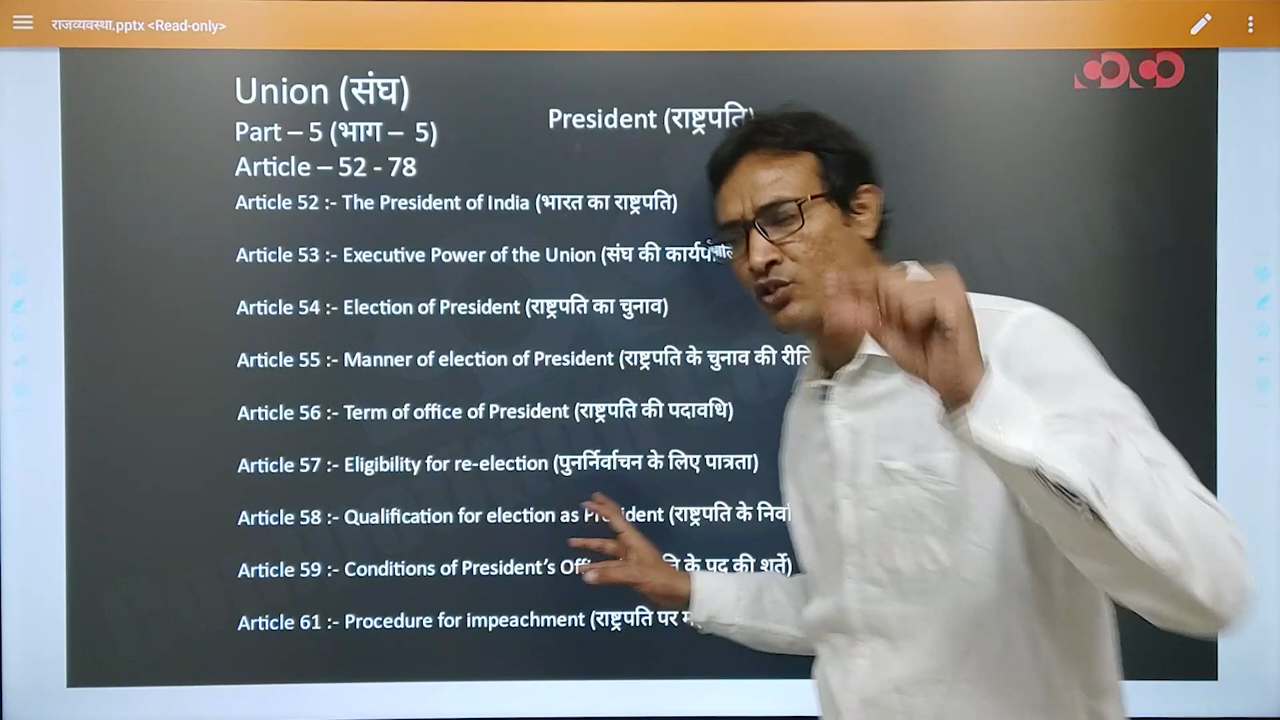 राजव्यवस्था.pptx <Read-only>
Union (संघ)
Part – 5 (भाग – 5)
President (राष्ट्रपति)
Article – 52 - 78
Article 52 :- The President of India (भारत का राष्ट्रपति)
Article 53 :- Executive Power of the Union (संघ की
Article 54 :- Election of President (राष्ट्रपति का चुनाव)
Article 55 :- Manner of election of President (राष्ट्रपति के चुनाव की
Article 56 :- Term of office of President (राष्ट्रपति की पदावधि)
Article 57 :- Eligibility for re-election (पुनर्निर्वाचन के लिए पात्रता)
Article 58 :- Qualification for election as President (राष्ट्रपति के
Article 59 :- Conditions of President’s के पद की शर्ते)
Article 61 :- Procedure for impeachment (राष्ट्रपति पर